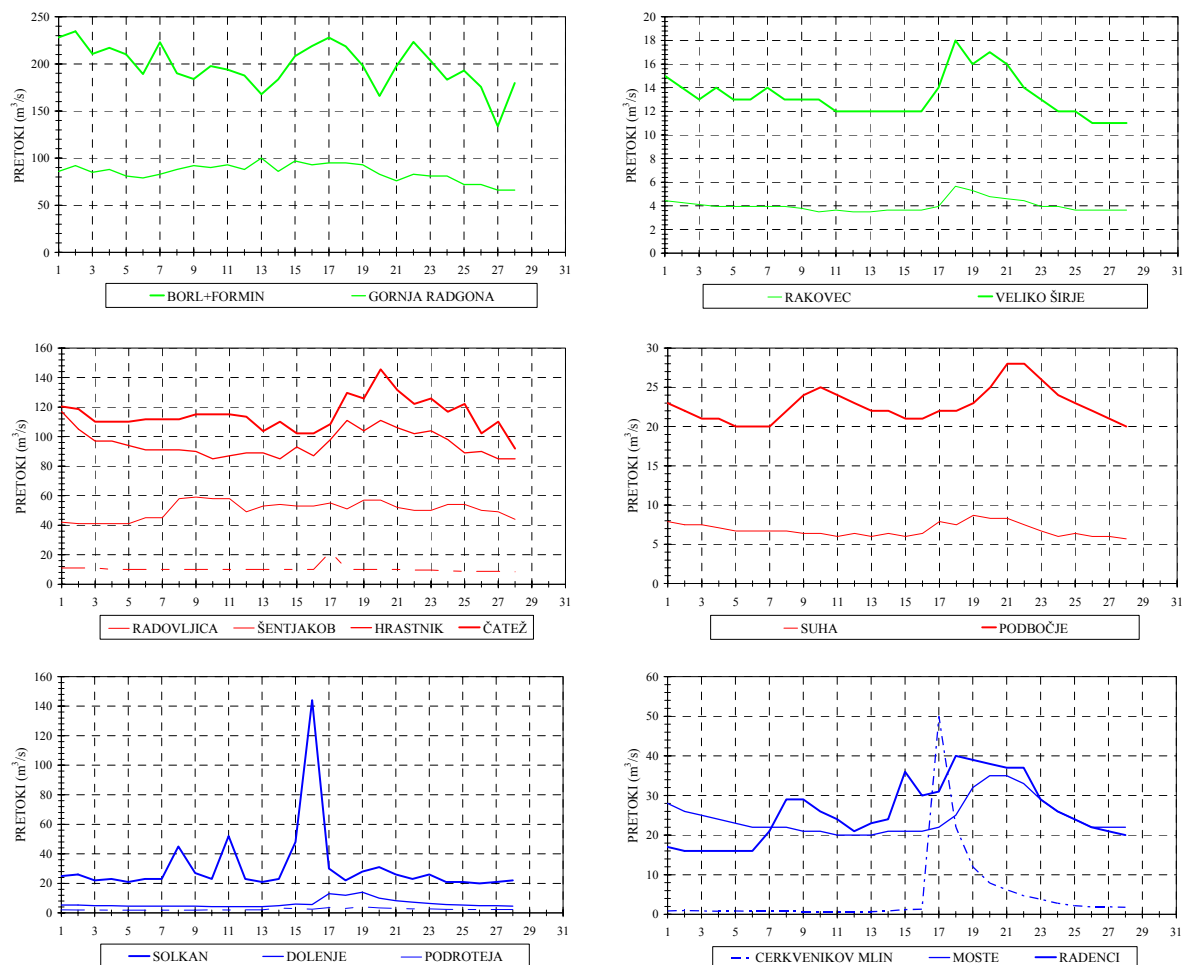 PRETOKI (m³/s)
250
200
150
100
50
0
1 3 5 7 9 11 13 15 17 19 21 23 25 27 29 31
BORL+FORMIN GORNJA RADGONA
PRETOKI (m³/s)
20
18
16
14
12
10
8
6
4
2
0
1 3 5 7 9 11 13 15 17 19 21 23 25 27 29 31
RAKOVEC VELIKO ŠIRJE
PRETOKI (m³/s)
160
140
120
100
80
60
40
20
0
1 3 5 7 9 11 13 15 17 19 21 23 25 27 29 31
RADOVLJICA ŠENTJAKOB HRASTNIK ČATEŽ
PRETOKI (m³/s)
30
25
20
15
10
5
0
1 3 5 7 9 11 13 15 17 19 21 23 25 27 29 31
SUHA PODBOČJE
PRETOKI (m³/s)
160
140
120
100
80
60
40
20
0
1 3 5 7 9 11 13 15 17 19 21 23 25 27 29 31
SOLKAN DOLENJE PODROTEJA
PRETOKI (m³/s)
60
50
40
30
20
10
0
1 3 5 7 9 11 13 15 17 19 21 23 25 27 29 31
CERKVENIKOV MLIN MOSTE RADENCI